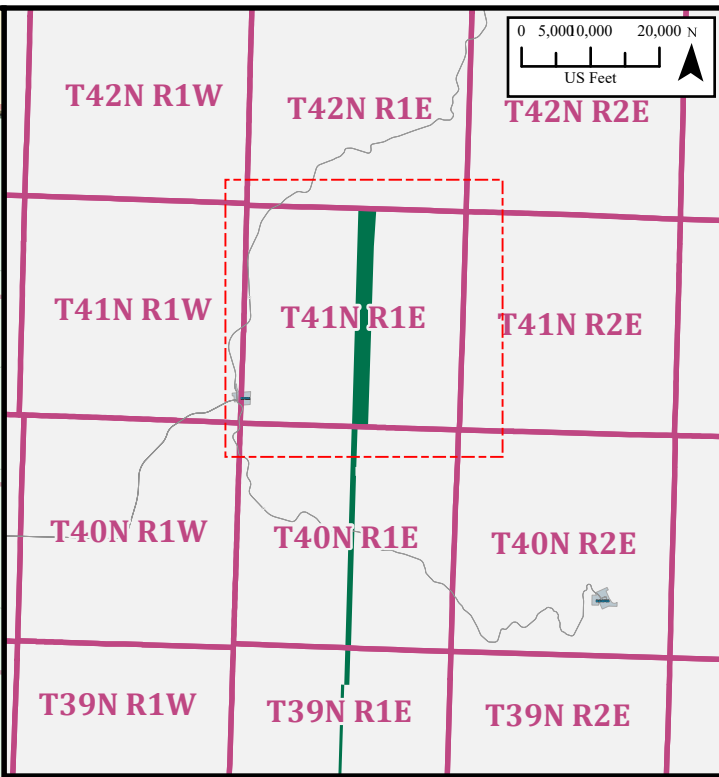 0 5,000 10,000 20,000 N
US Feet
T42N R1W
T42N R1E
T42N R2E
T41N R1W
T41N R1E
T41N R2E
T40N R1W
T40N R1E
T40N R2E
T39N R1W
T39N R1E
T39N R2E